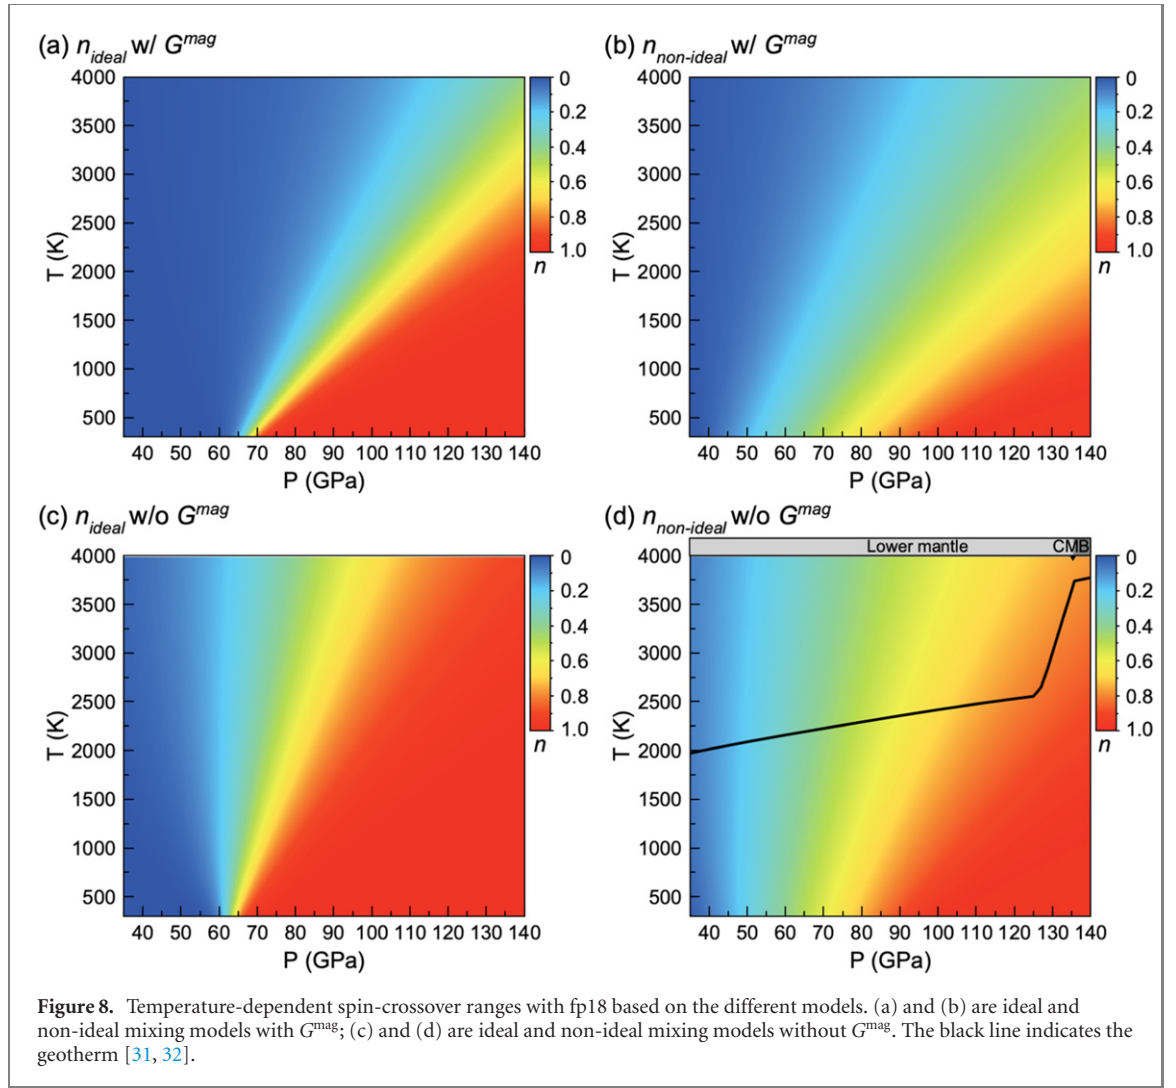 (a) n_ideal w/ G^mag
4000
3500
3000
2500
2000
1500
1000
500
T (K)
40 50 60 70 80 90 100 110 120 130 140
P (GPa)
0
0.2
0.4
0.6
0.8
1.0
n
(b) n_non-ideal w/ G^mag
4000
3500
3000
2500
2000
1500
1000
500
T (K)
40 50 60 70 80 90 100 110 120 130 140
P (GPa)
0
0.2
0.4
0.6
0.8
1.0
n
(c) n_ideal w/o G^mag
4000
3500
3000
2500
2000
1500
1000
500
T (K)
40 50 60 70 80 90 100 110 120 130 140
P (GPa)
0
0.2
0.4
0.6
0.8
1.0
n
(d) n_non-ideal w/o G^mag
Lower mantle CMB
4000
3500
3000
2500
2000
1500
1000
500
T (K)
40 50 60 70 80 90 100 110 120 130 140
P (GPa)
0
0.2
0.4
0.6
0.8
1.0
n
Figure 8. Temperature-dependent spin-crossover ranges with fp18 based on the different models. (a) and (b) are ideal and
non-ideal mixing models with G^mag; (c) and (d) are ideal and non-ideal mixing models without G^mag. The black line indicates the
geotherm [31, 32].